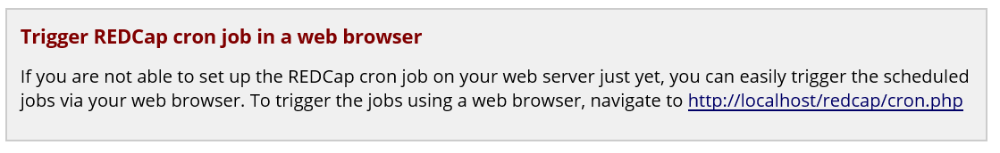 Trigger REDCap cron job in a web browser
If you are not able to set up the REDCap cron job on your web server just yet, you can easily trigger the scheduled
jobs via your web browser. To trigger the jobs using a web browser, navigate to http://localhost/redcap/cron.php